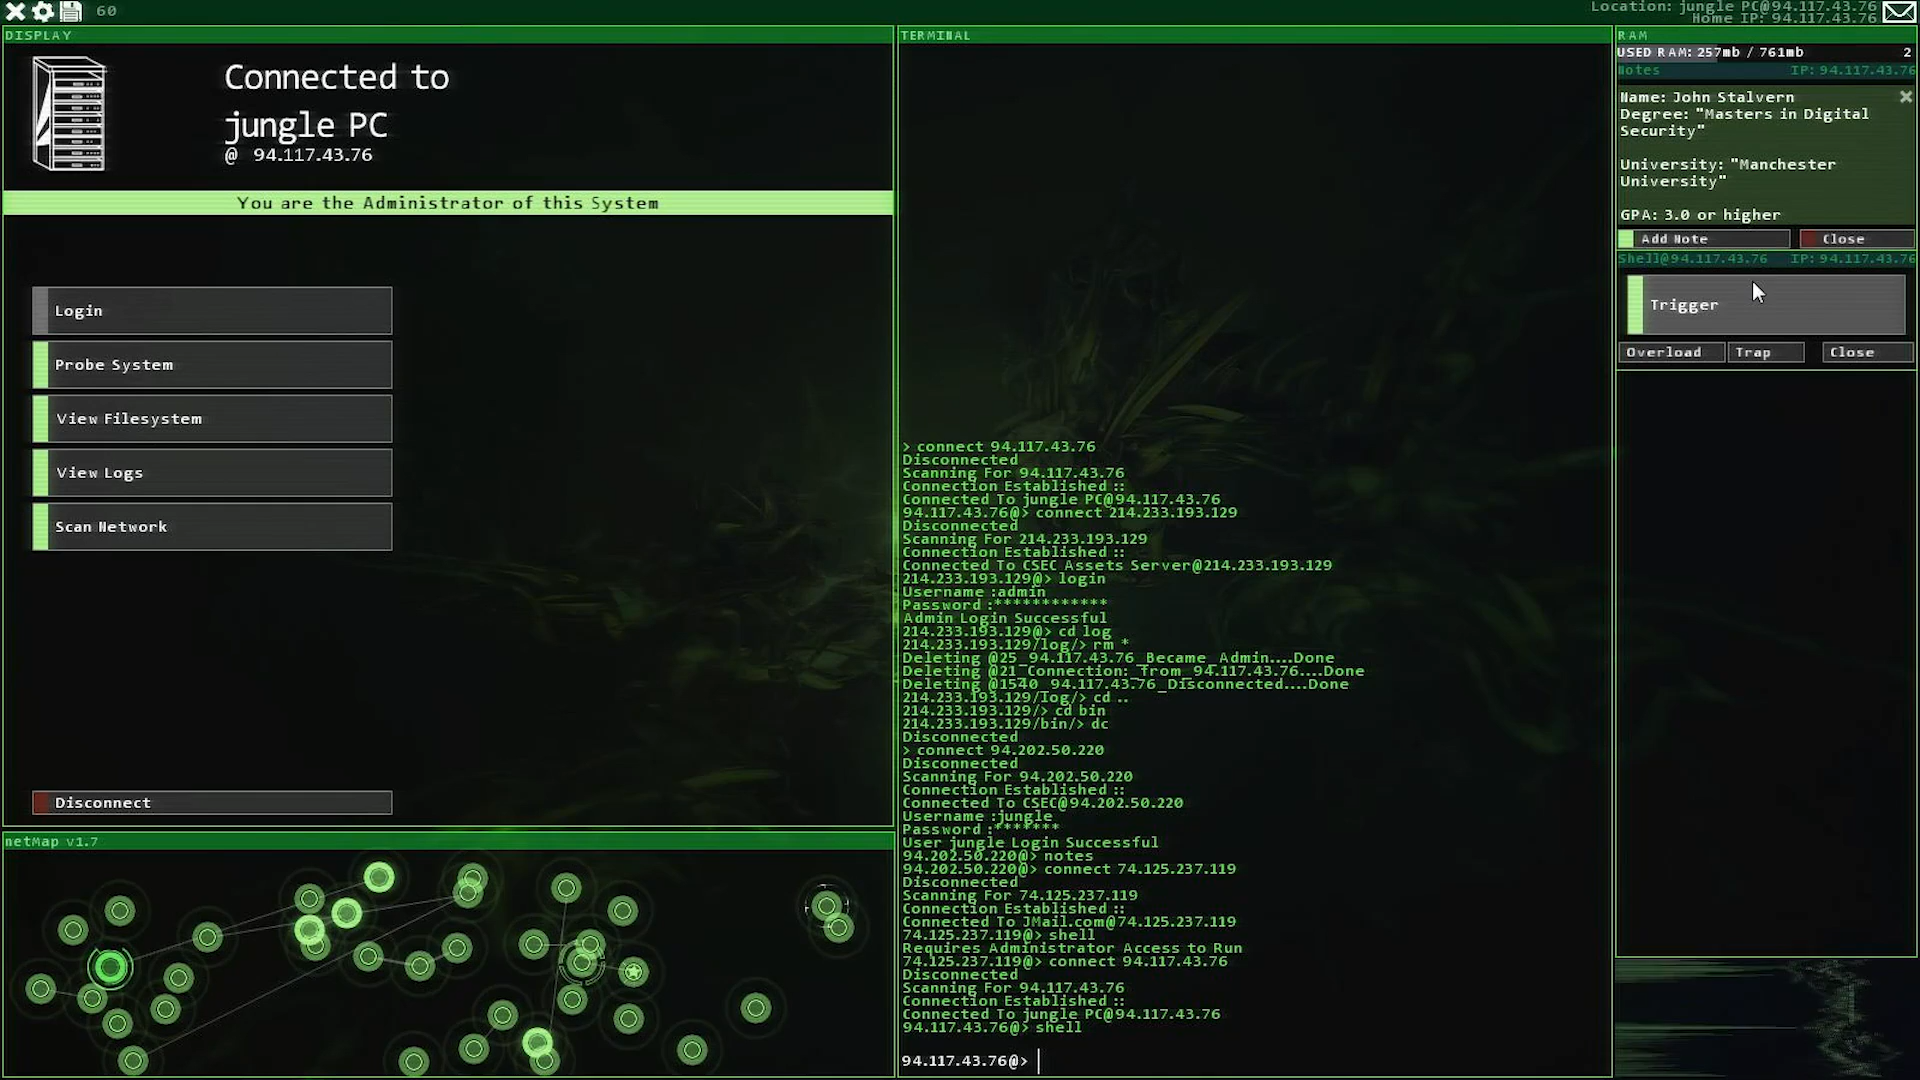 60
Location: jungle PC@94.117.43.76
Home IP: 94.117.43.76
DISPLAY
Connected to
jungle PC
@ 94.117.43.76
You are the Administrator of this System
Login
Probe System
View Filesystem
View Logs
Scan Network
Disconnect
netMap v1.7
TERMINAL
> connect 94.117.43.76
Disconnected
Scanning For 94.117.43.76
Connection Established ::
Connected To jungle PC@94.117.43.76
94.117.43.76@> connect 214.233.193.129
Disconnected
Scanning For 214.233.193.129
Connection Established ::
Connected To CSEC Assets Server@214.233.193.129
214.233.193.129@> login
Username :admin
Password :************
Admin Login Successful
214.233.193.129@> cd log
214.233.193.129/log/> rm *
Deleting @25_94.117.43.76_Became_Admin....Done
Deleting @21_Connection:_from_94.117.43.76....Done
Deleting @1540_94.117.43.76_Disconnected....Done
214.233.193.129/log/> cd ..
214.233.193.129/> cd bin
214.233.193.129/bin/> dc
Disconnected
> connect 94.202.50.220
Disconnected
Scanning For 94.202.50.220
Connection Established ::
Connected To CSEC@94.202.50.220
Username :jungle
Password :*******
User jungle Login Successful
94.202.50.220@> notes
94.202.50.220@> connect 74.125.237.119
Disconnected
Scanning For 74.125.237.119
Connection Established ::
Connected To JMail.com@74.125.237.119
74.125.237.119@> shell
Requires Administrator Access to Run
74.125.237.119@> connect 94.117.43.76
Disconnected
Scanning For 94.117.43.76
Connection Established ::
Connected To jungle PC@94.117.43.76
94.117.43.76@> shell
94.117.43.76@>
RAM
USED RAM: 257mb / 761mb 2
Notes IP: 94.117.43.76
Name: John Stalvern
Degree: "Masters in Digital
Security"
University: "Manchester
University"
GPA: 3.0 or higher
Add Note Close
Shell@94.117.43.76 IP: 94.117.43.76
Trigger
Overload Trap Close